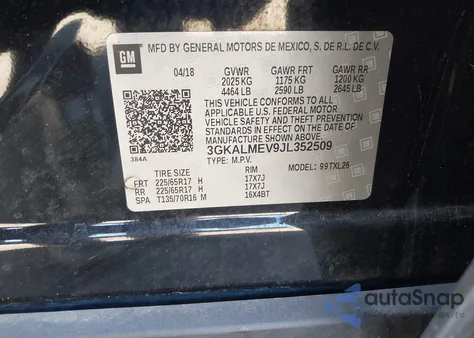 GM
MFD BY GENERAL MOTORS DE MEXICO, S. DE R.L. DE C.V.
04/18 GVWR GAWR FRT GAWR RR
2025 KG 1175 KG 1200 KG
4464 LB 2590 LB 2645 LB
THIS VEHICLE CONFORMS TO ALL
APPLICABLE U.S. FEDERAL MOTOR
VEHICLE SAFETY AND THEFT PREVENTION
STANDARDS IN EFFECT ON THE DATE OF
MANUFACTURE SHOWN ABOVE.
3GKALMEV9JL352509
384A
TYPE: M.P.V. MODEL: 99TXL26
TIRE SIZE RIM
FRT 225/65R17 H 17X7J
RR 225/65R17 H 17X7J
SPA T135/70R16 M 16X4BT
autoSnap